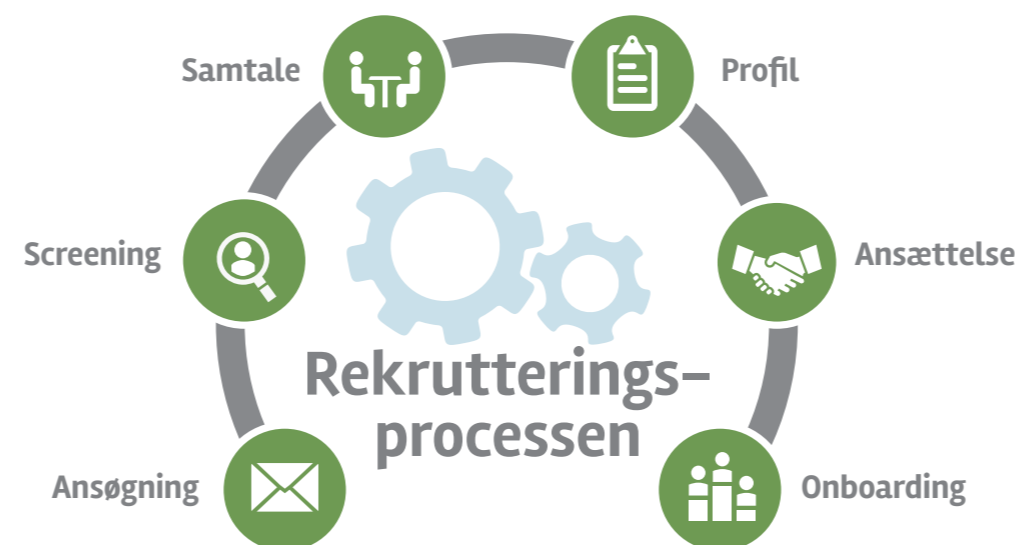 Samtale
Profil
Screening
Ansættelse
Rekrutterings-
processen
Ansøgning
Onboarding